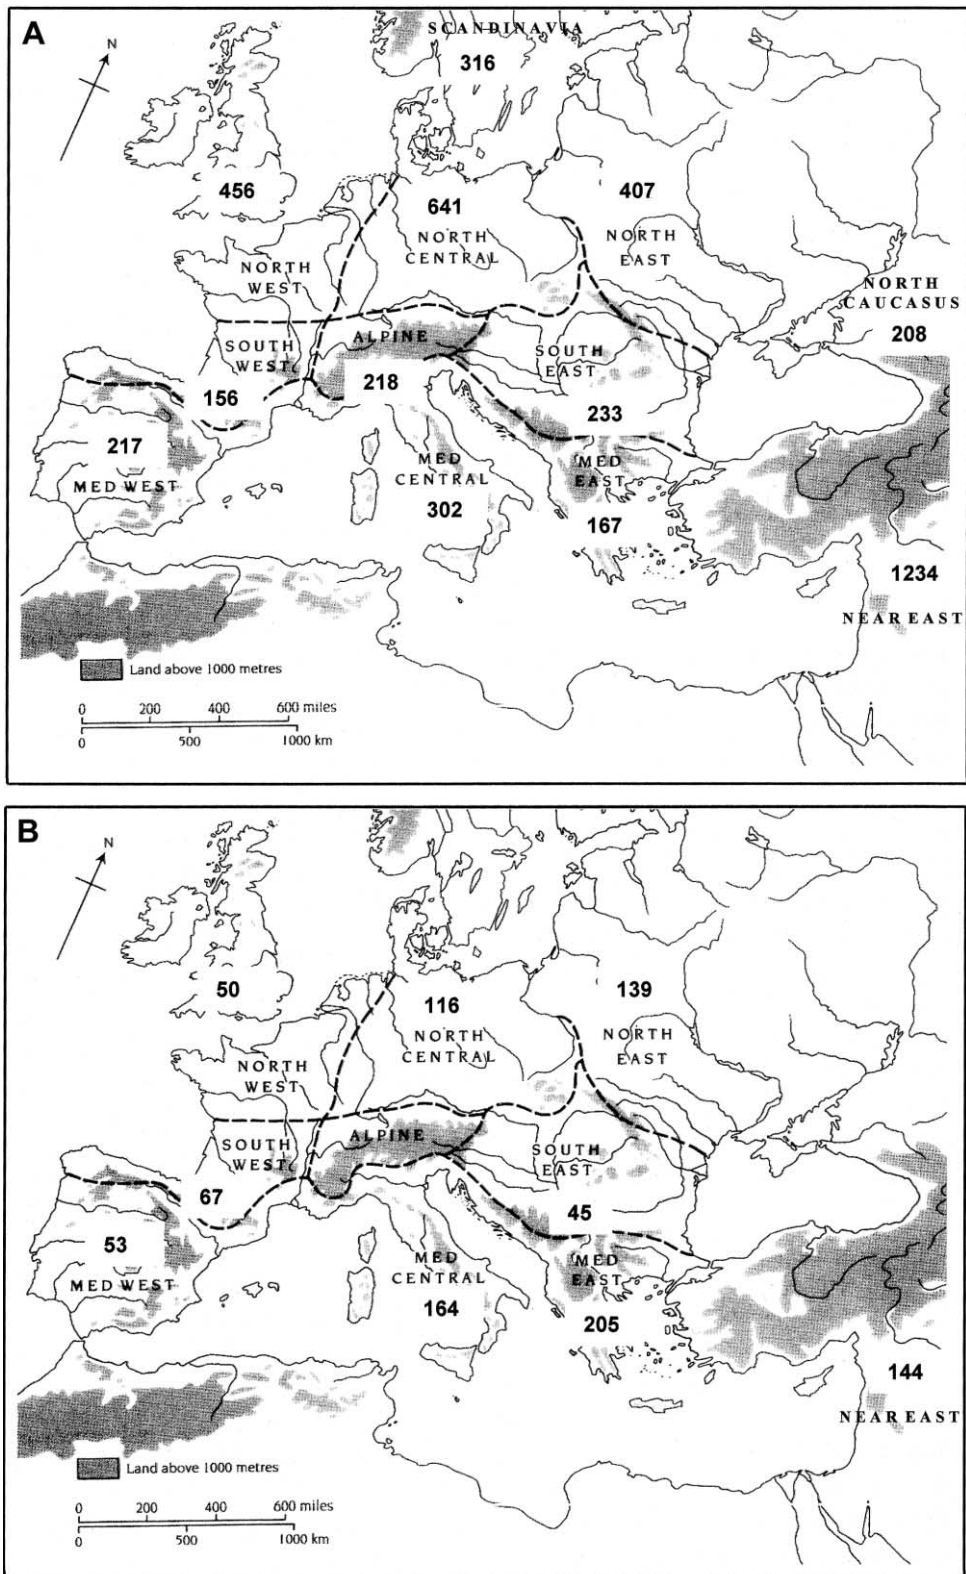 A
N
SCANDINAVIA
316
456
641
407
NORTH
CENTRAL
NORTH
EAST
NORTH
WEST
NORTH
CAUCASUS
208
ALPINE
SOUTH
WEST
SOUTH
EAST
218
156
233
217
MED WEST
MED
CENTRAL
302
MED
EAST
167
1234
NEAR EAST
Land above 1000 metres
0 200 400 600 miles
0 500 1000 km
B
N
50
116
139
NORTH
CENTRAL
NORTH
EAST
NORTH
WEST
ALPINE
SOUTH
WEST
SOUTH
EAST
67
45
53
MED WEST
MED
CENTRAL
164
MED
EAST
205
144
NEAR EAST
Land above 1000 metres
0 200 400 600 miles
0 500 1000 km